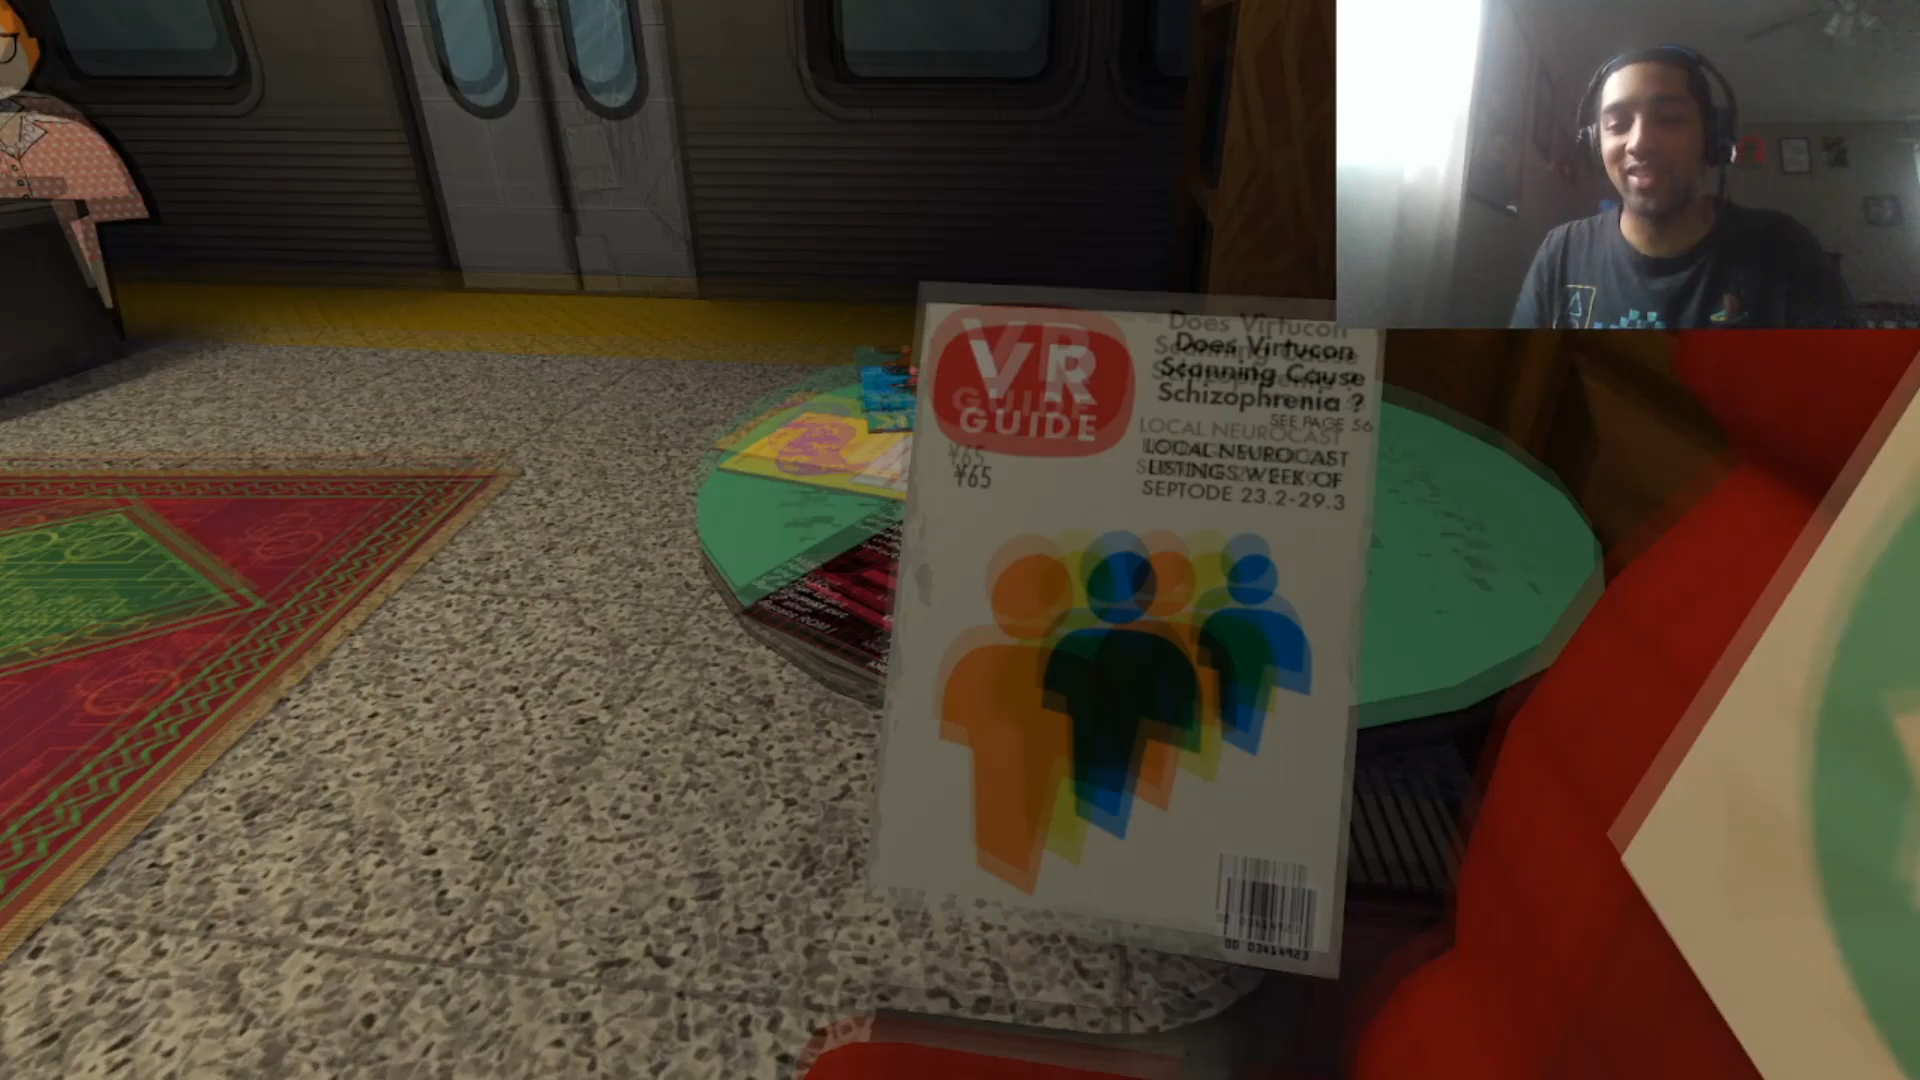 VR
GUIDE
¥65
Does Virtucon
Scanning Cause
Schizophrenia ?
SEE PAGE 56
LOCAL NEUROCAST
LISTINGS WEEK OF
SEPTODE 23.2-29.3